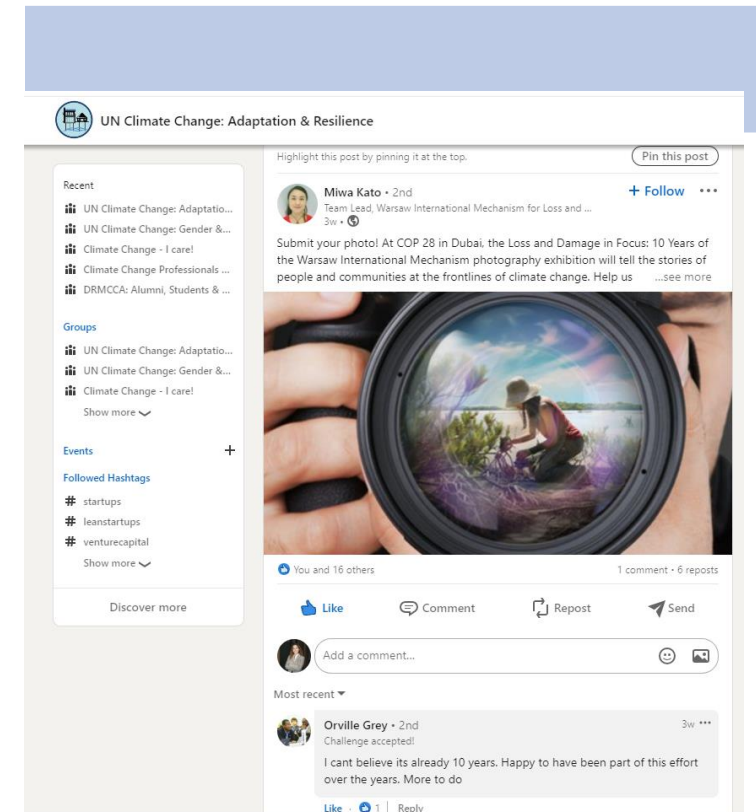 UN Climate Change: Adaptation & Resilience
Recent
UN Climate Change: Adaptatio...
UN Climate Change: Gender &...
Climate Change - I care!
Climate Change Professionals ...
DRMCCA: Alumni, Students & ...
Groups
UN Climate Change: Adaptatio...
UN Climate Change: Gender &...
Climate Change - I care!
Show more
Events +
Followed Hashtags
# startups
# leanstartups
# venturecapital
Show more
Discover more
Highlight this post by pinning it at the top.
Pin this post
Miwa Kato • 2nd
+ Follow •••
Team Lead, Warsaw International Mechanism for Loss and ...
3w •
Submit your photo! At COP 28 in Dubai, the Loss and Damage in Focus: 10 Years of
the Warsaw International Mechanism photography exhibition will tell the stories of
people and communities at the frontlines of climate change. Help us ...see more
You and 16 others
1 comment • 6 reposts
Like Comment Repost Send
Add a comment...
Most recent
Orville Grey • 2nd
3w •••
Challenge accepted!
I cant believe its already 10 years. Happy to have been part of this effort
over the years. More to do
Like · 1 | Reply